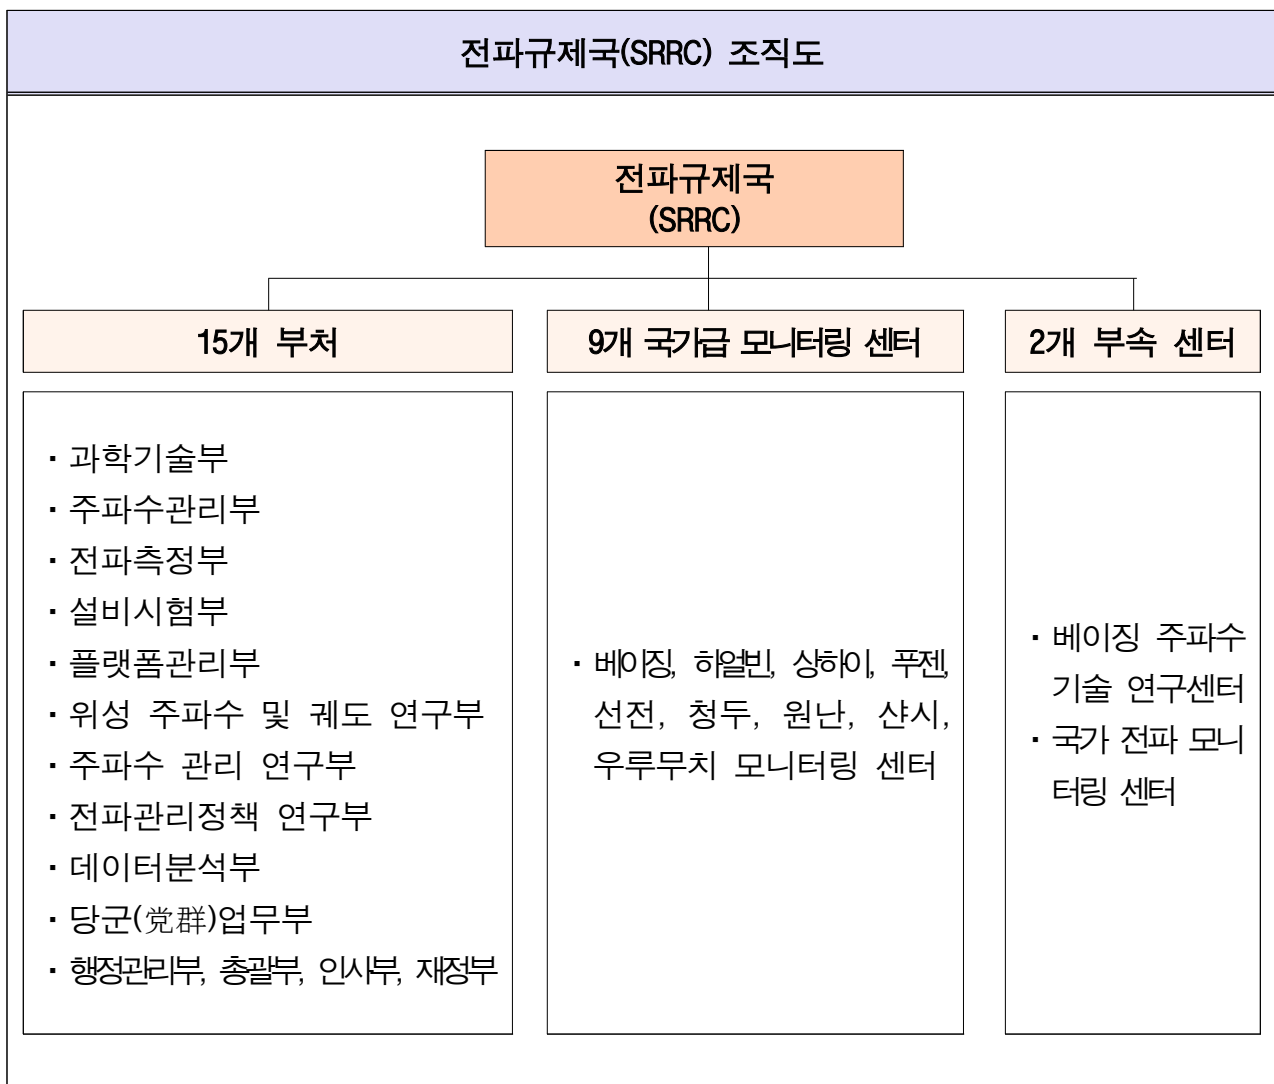 전파규제국(SRRC) 조직도
전파규제국
(SRRC)
15개 부처
· 과학기술부
· 주파수관리부
· 전파측정부
· 설비시험부
· 플랫폼관리부
· 위성 주파수 및 궤도 연구부
· 주파수 관리 연구부
· 전파관리정책 연구부
· 데이터분석부
· 당군(党群)업무부
· 행정관리부, 총괄부, 인사부, 재정부
9개 국가급 모니터링 센터
· 베이징, 하얼빈, 상하이, 푸젠,
선전, 청두, 원난, 샨시,
우루무치 모니터링 센터
2개 부속 센터
· 베이징 주파수
기술 연구센터
· 국가 전파 모니
터링 센터